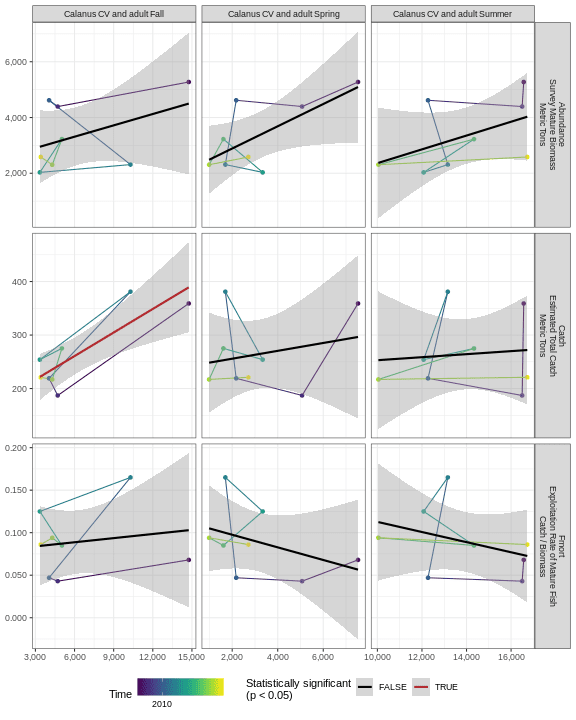 Calanus CV and adult Fall
Calanus CV and adult Spring
Calanus CV and adult Summer
6,000
4,000
2,000
Abundance
Survey Mature Biomass
Metric Tons
400
300
200
Catch
Estimated Total Catch
Metric Tons
0.200
0.150
0.100
0.050
0.000
Fmort
Exploitation Rate of Mature Fish
Catch / Biomass
3,000 6,000 9,000 12,000 15,000
2,000 4,000 6,000
10,000 12,000 14,000 16,000
Time
2010
Statistically significant
(p < 0.05)
FALSE
TRUE